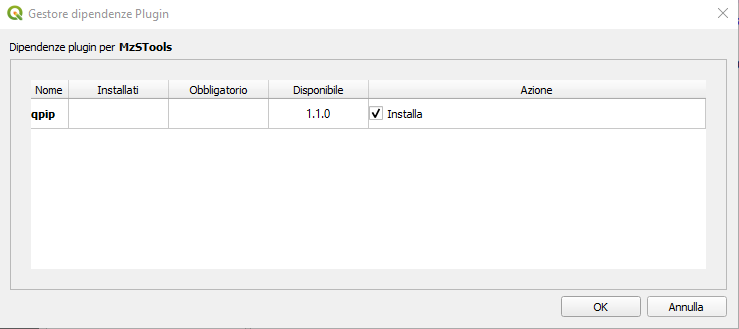 Gestore dipendenze Plugin
Dipendenze plugin per MzSTools
Nome Installati Obbligatorio Disponibile Azione
qpip 1.1.0 Installa
OK Annulla